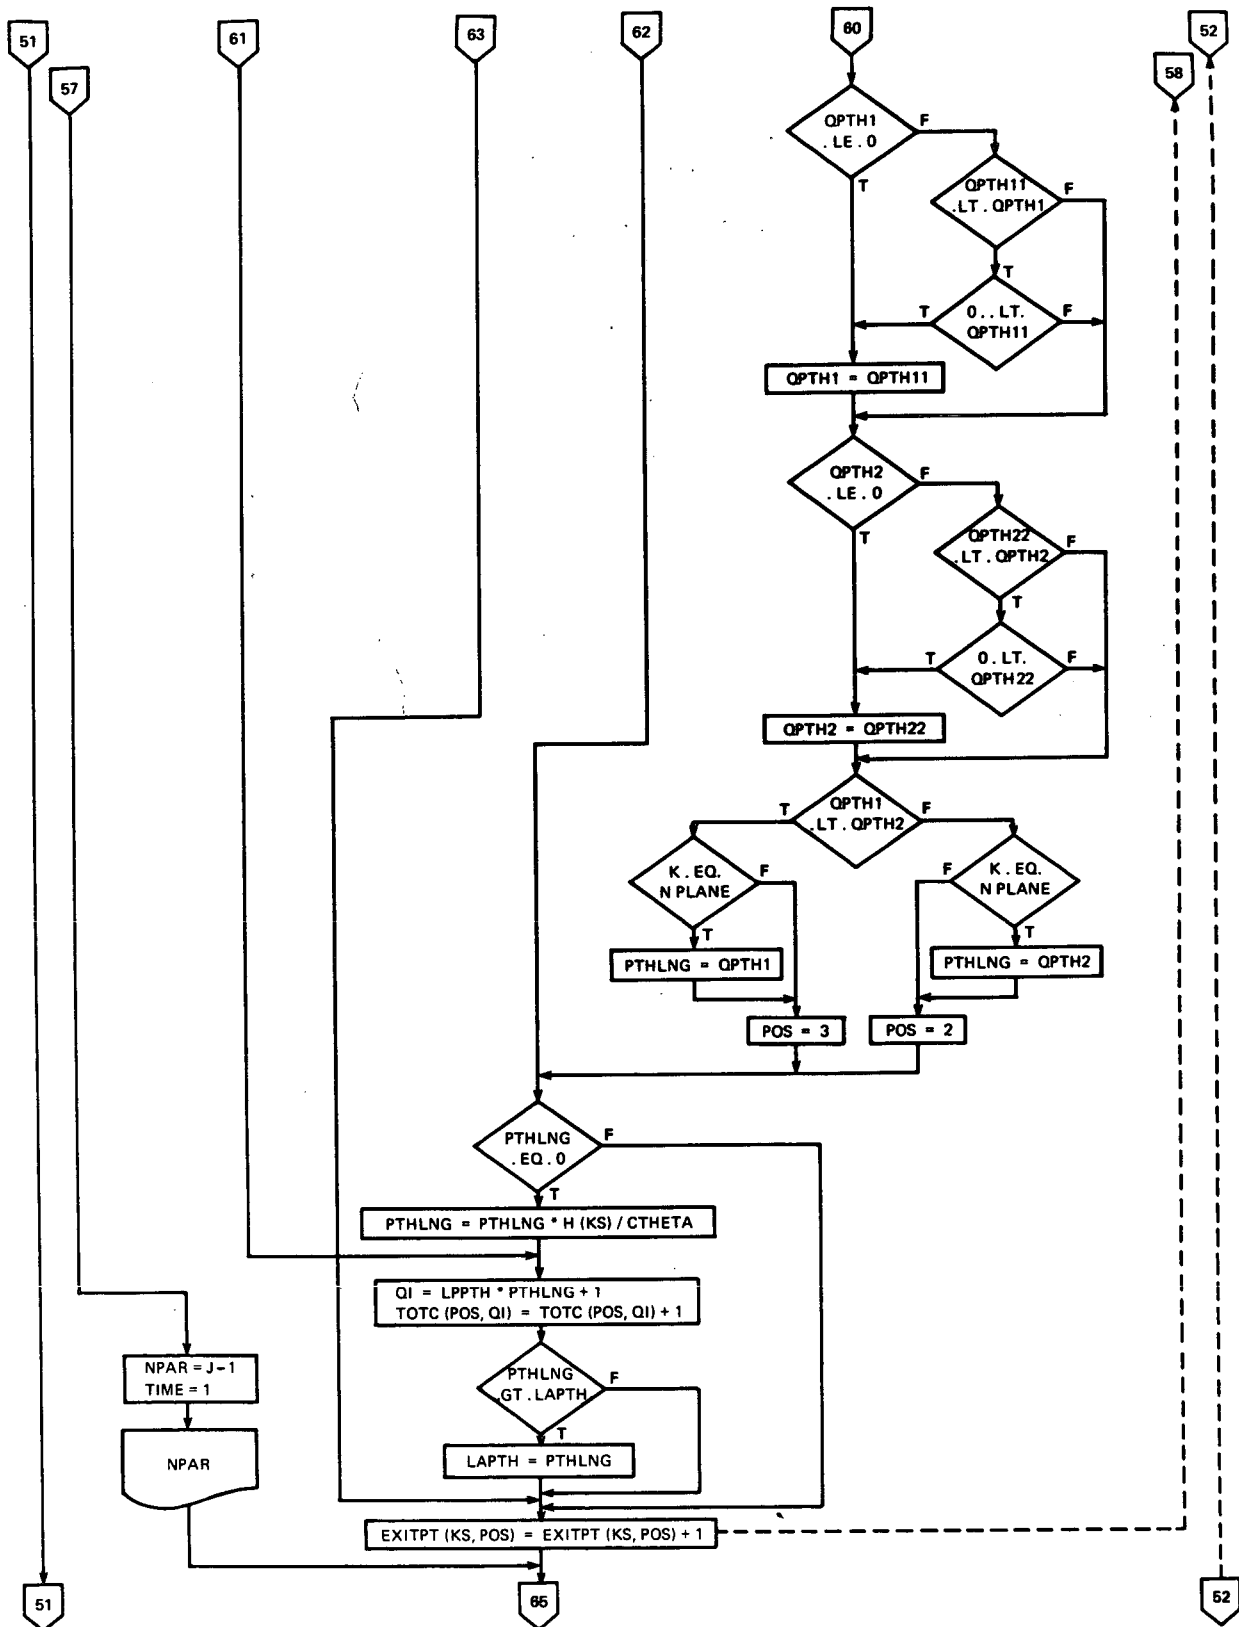 51
61
63
62
60
52
57
58
QPTH1
.LE.0
F
T
QPTH11
.LT.QPTH1
F
T
0..LT.
QPTH11
T
F
QPTH1 = QPTH11
QPTH2
.LE.0
F
T
QPTH22
.LT.QPTH2
F
T
0.LT.
QPTH22
T
F
QPTH2 = QPTH22
QPTH1
.LT.QPTH2
T
F
K.EQ.
N PLANE
F
T
K.EQ.
N PLANE
F
T
PTHLNG = QPTH1
PTHLNG = QPTH2
POS = 3
POS = 2
PTHLNG
.EQ.0
F
T
PTHLNG = PTHLNG * H (KS) / CTHETA
QI = LPPTH * PTHLNG + 1
TOTC (POS, QI) = TOTC (POS, QI) + 1
NPAR = J - 1
TIME = 1
PTHLNG
.GT.LAPTH
F
T
NPAR
LAPTH = PTHLNG
EXITPT (KS, POS) = EXITPT (KS, POS) + 1
51
65
52